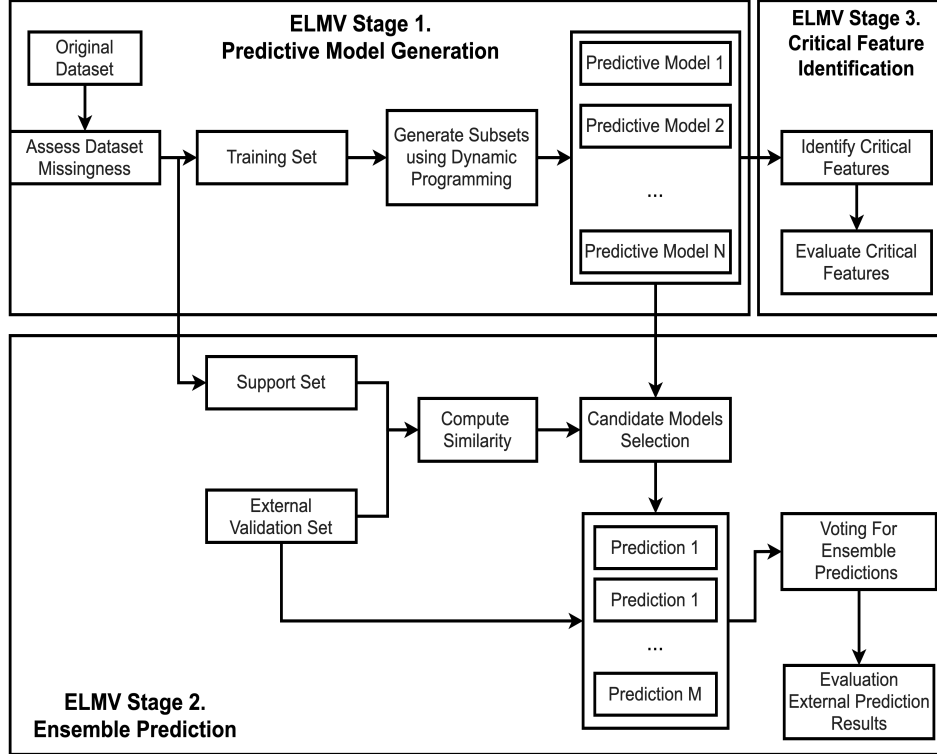 ELMV Stage 1.
Predictive Model Generation
Original
Dataset
Assess Dataset
Missingness
Training Set
Generate Subsets
using Dynamic
Programming
Predictive Model 1
Predictive Model 2
...
Predictive Model N
ELMV Stage 3.
Critical Feature
Identification
Identify Critical
Features
Evaluate Critical
Features
Support Set
External
Validation Set
Compute
Similarity
Candidate Models
Selection
Prediction 1
Prediction 1
...
Prediction M
Voting For
Ensemble
Predictions
Evaluation
External Prediction
Results
ELMV Stage 2.
Ensemble Prediction